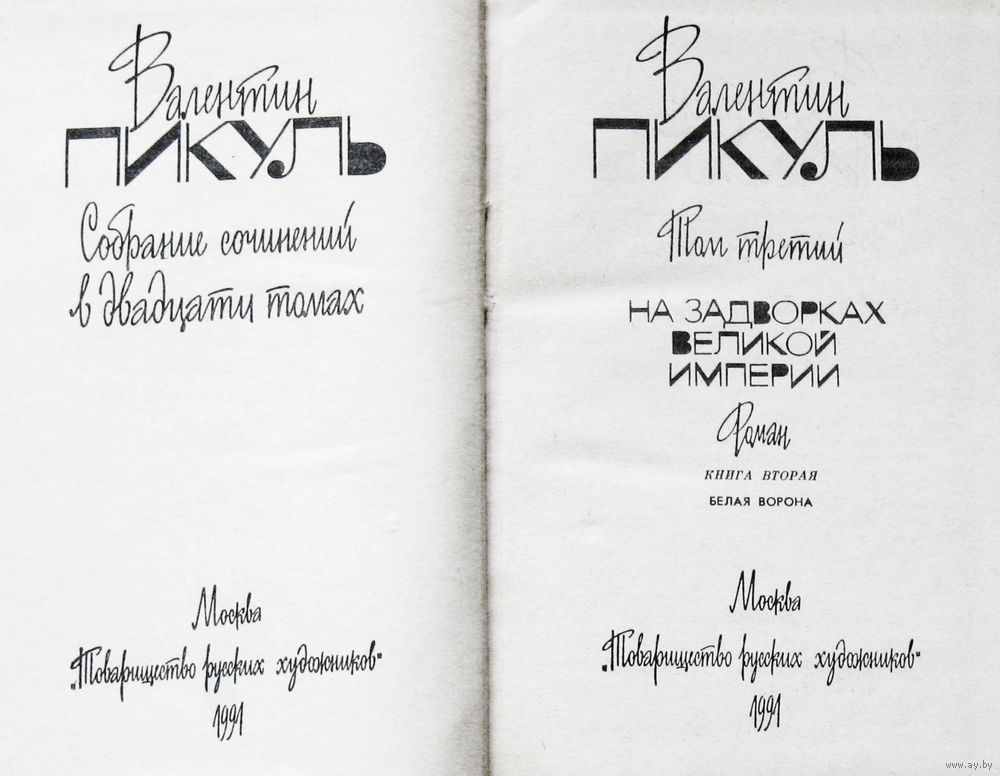 Валентин
ПИКУЛЬ
Собрание сочинений
в двадцати томах
Москва
„Товарищество русских художников“
1991
Валентин
ПИКУЛЬ
Том третий
НА ЗАДВОРКАХ
ВЕЛИКОЙ
ИМПЕРИИ
Роман
КНИГА ВТОРАЯ
БЕЛАЯ ВОРОНА
Москва
„Товарищество русских художников“
1991
www.ay.by